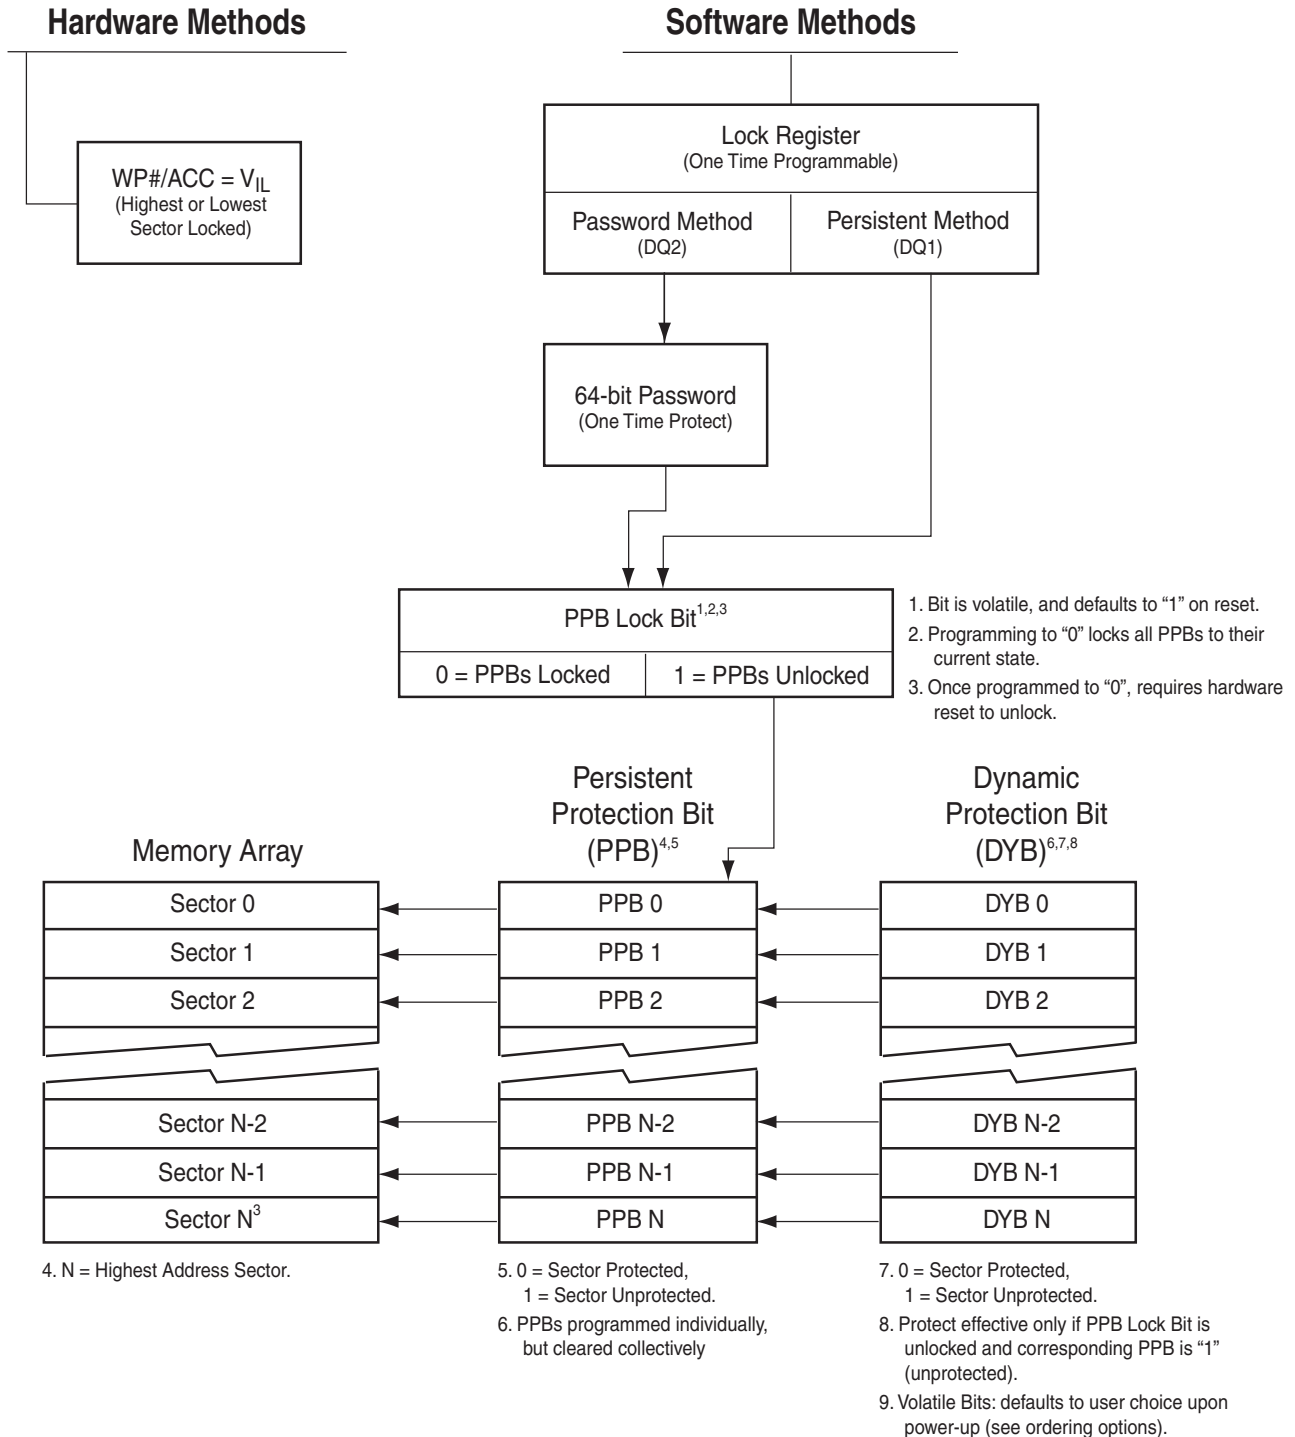 Hardware Methods
Software Methods
WP#/ACC = VIL
(Highest or Lowest
Sector Locked)
Lock Register
(One Time Programmable)
Password Method
(DQ2)
Persistent Method
(DQ1)
64-bit Password
(One Time Protect)
PPB Lock Bit1,2,3
0 = PPBs Locked
1 = PPBs Unlocked
1. Bit is volatile, and defaults to “1” on reset.
2. Programming to “0” locks all PPBs to their
current state.
3. Once programmed to “0”, requires hardware
reset to unlock.
Memory Array
Persistent
Protection Bit
(PPB)4,5
Dynamic
Protection Bit
(DYB)6,7,8
Sector 0
PPB 0
DYB 0
Sector 1
PPB 1
DYB 1
Sector 2
PPB 2
DYB 2
Sector N-2
PPB N-2
DYB N-2
Sector N-1
PPB N-1
DYB N-1
Sector N3
PPB N
DYB N
4. N = Highest Address Sector.
5. 0 = Sector Protected,
1 = Sector Unprotected.
6. PPBs programmed individually,
but cleared collectively
7. 0 = Sector Protected,
1 = Sector Unprotected.
8. Protect effective only if PPB Lock Bit is
unlocked and corresponding PPB is “1”
(unprotected).
9. Volatile Bits: defaults to user choice upon
power-up (see ordering options).